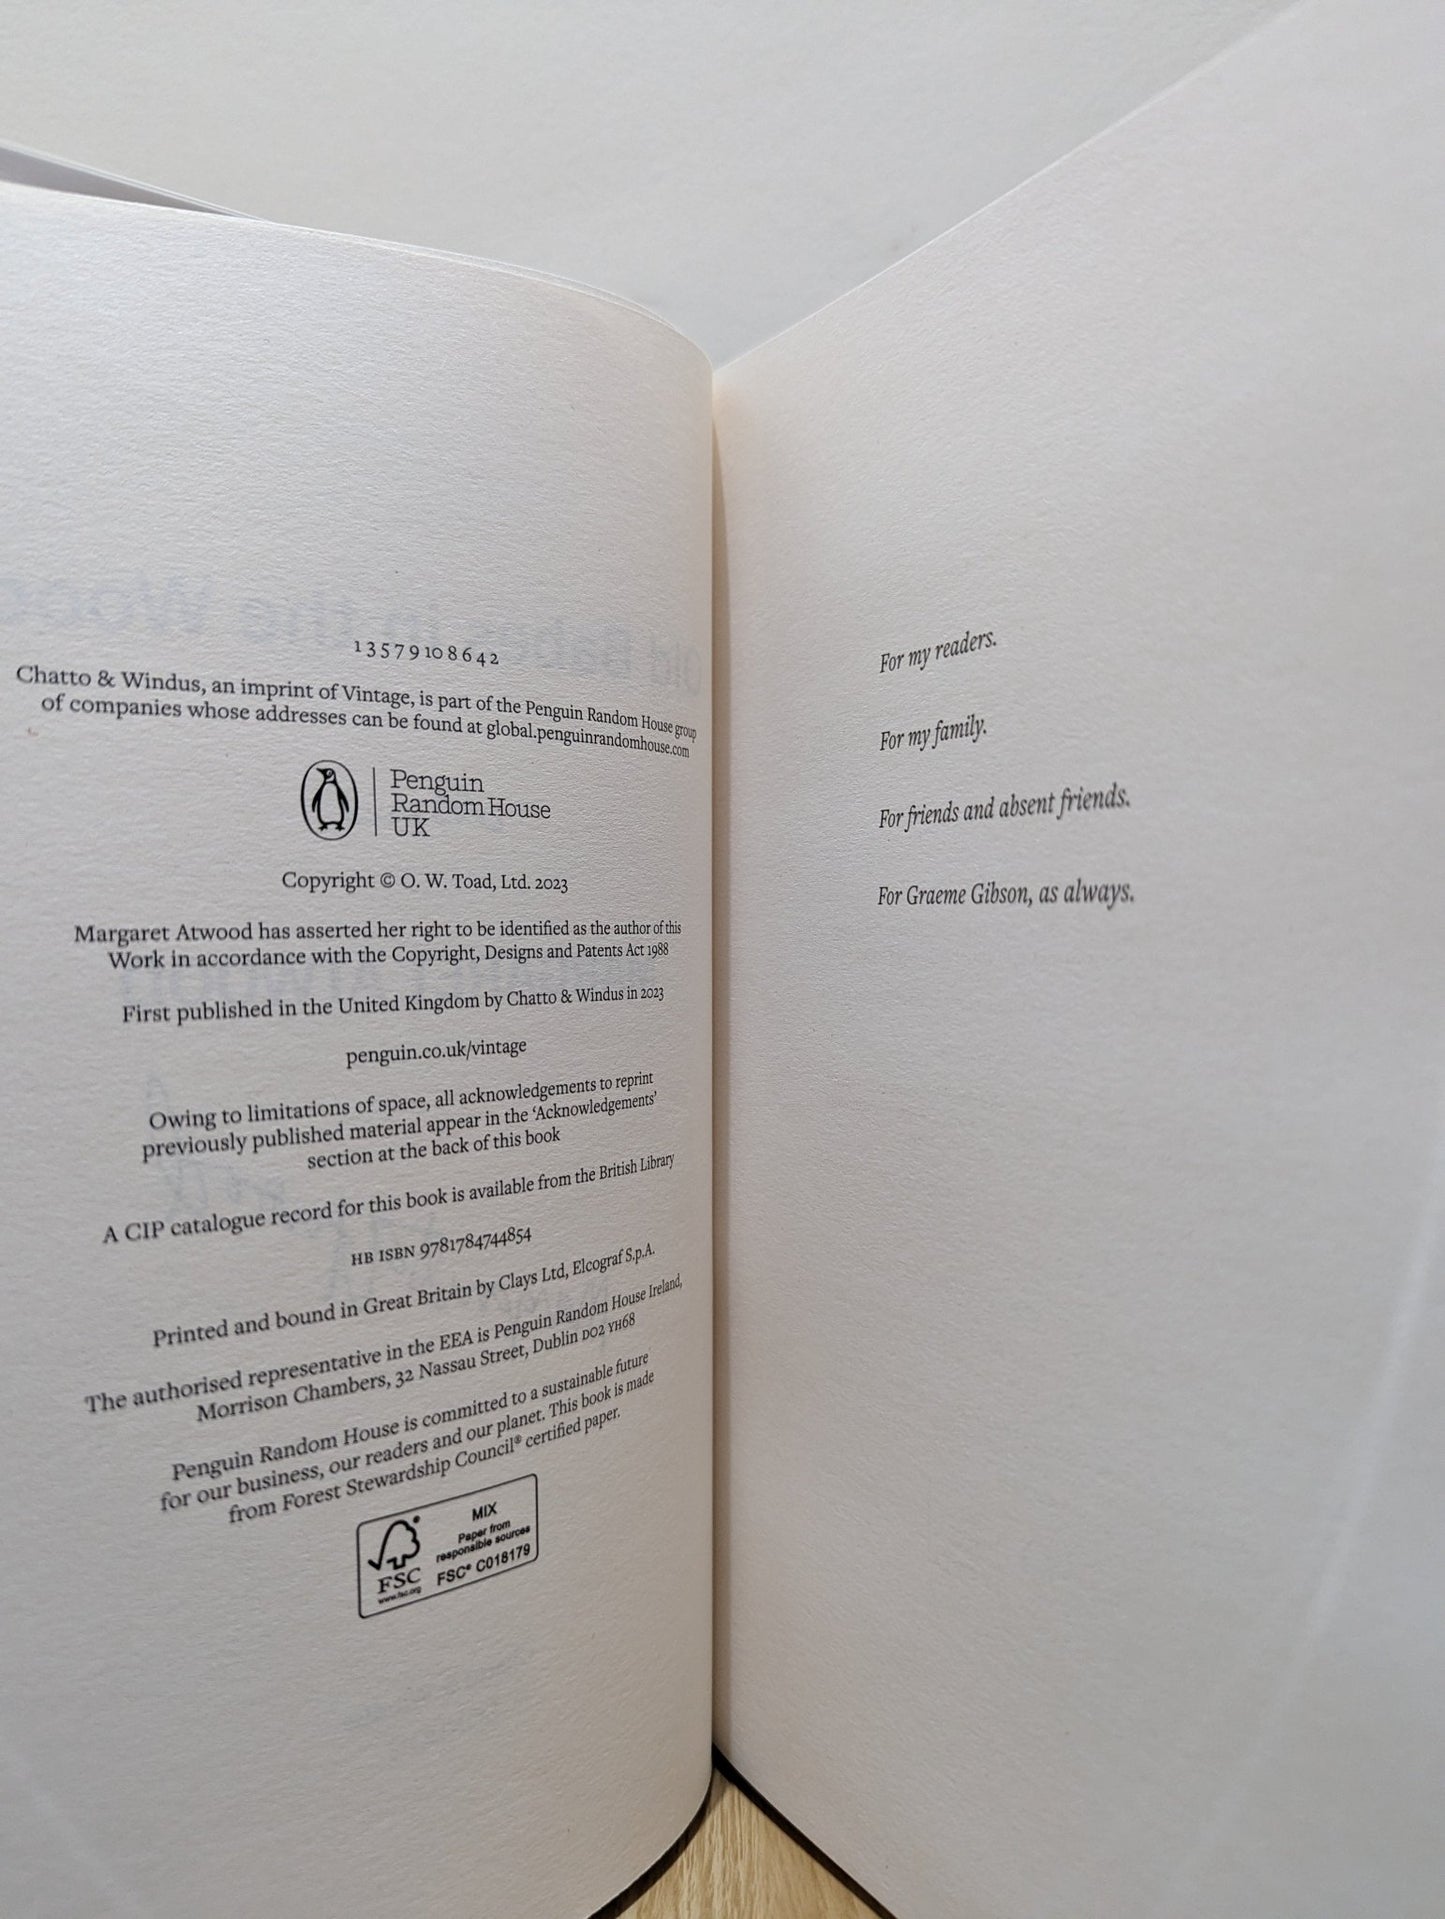 1 3 5 7 9 10 8 6 4 2
Chatto & Windus, an imprint of Vintage, is part of the Penguin Random House group
of companies whose addresses can be found at global.penguinrandomhouse.com
Penguin
Random House
UK
Copyright © O. W. Toad, Ltd. 2023
Margaret Atwood has asserted her right to be identified as the author of this
Work in accordance with the Copyright, Designs and Patents Act 1988
First published in the United Kingdom by Chatto & Windus in 2023
penguin.co.uk/vintage
Owing to limitations of space, all acknowledgements to reprint
previously published material appear in the ‘Acknowledgements’
section at the back of this book
A CIP catalogue record for this book is available from the British Library
HB ISBN 9781784744854
Printed and bound in Great Britain by Clays Ltd, Elcograf S.p.A.
The authorised representative in the EEA is Penguin Random House Ireland,
Morrison Chambers, 32 Nassau Street, Dublin D02 YH68
Penguin Random House is committed to a sustainable future
for our business, our readers and our planet. This book is made
from Forest Stewardship Council® certified paper.
FSC
www.fsc.org
MIX
Paper from
responsible sources
FSC® C018179
For my readers.
For my family.
For friends and absent friends.
For Graeme Gibson, as always.